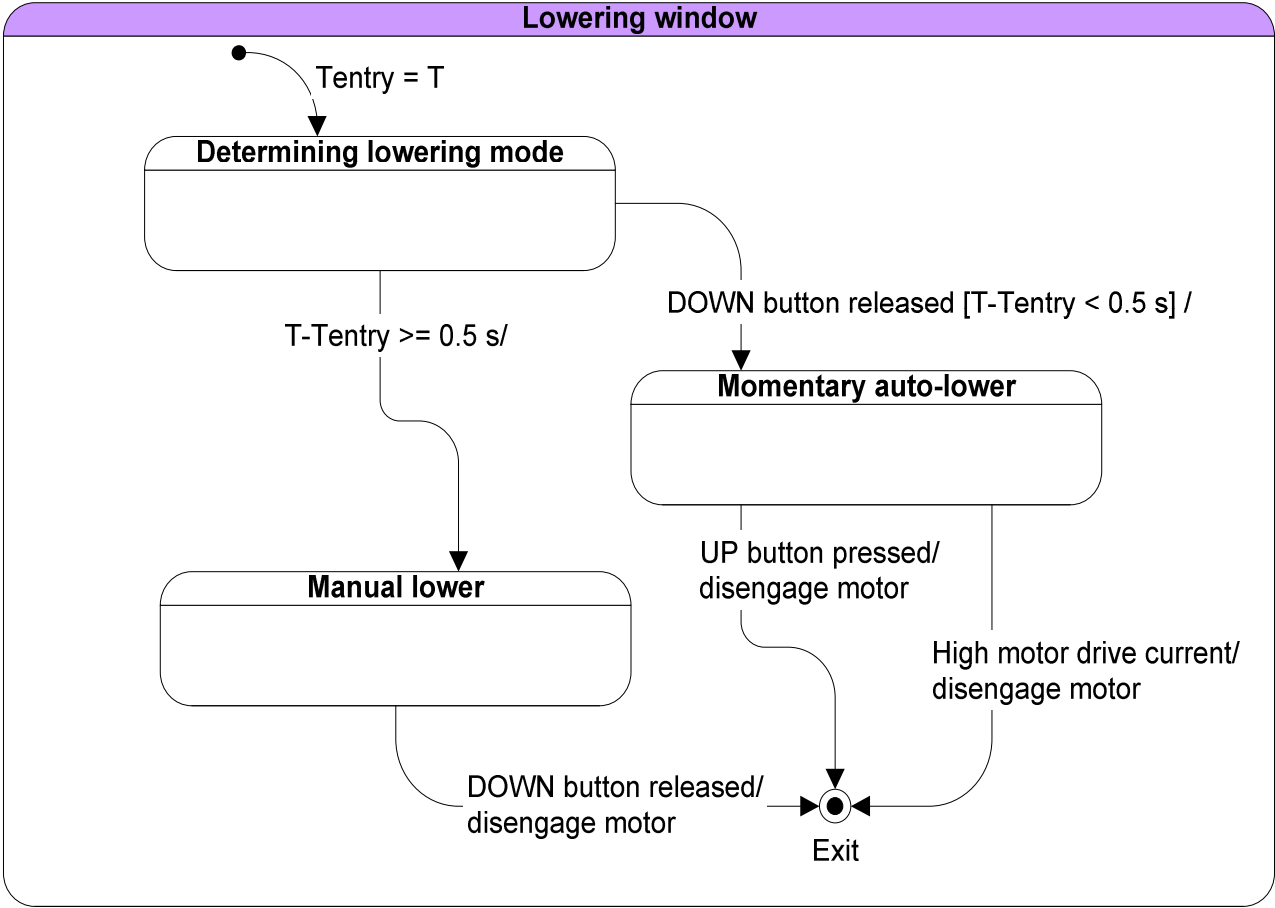 Lowering window
Tentry = T
Determining lowering mode
DOWN button released [T-Tentry < 0.5 s] /
T-Tentry >= 0.5 s/
Momentary auto-lower
UP button pressed/
disengage motor
Manual lower
High motor drive current/
disengage motor
DOWN button released/
disengage motor
Exit